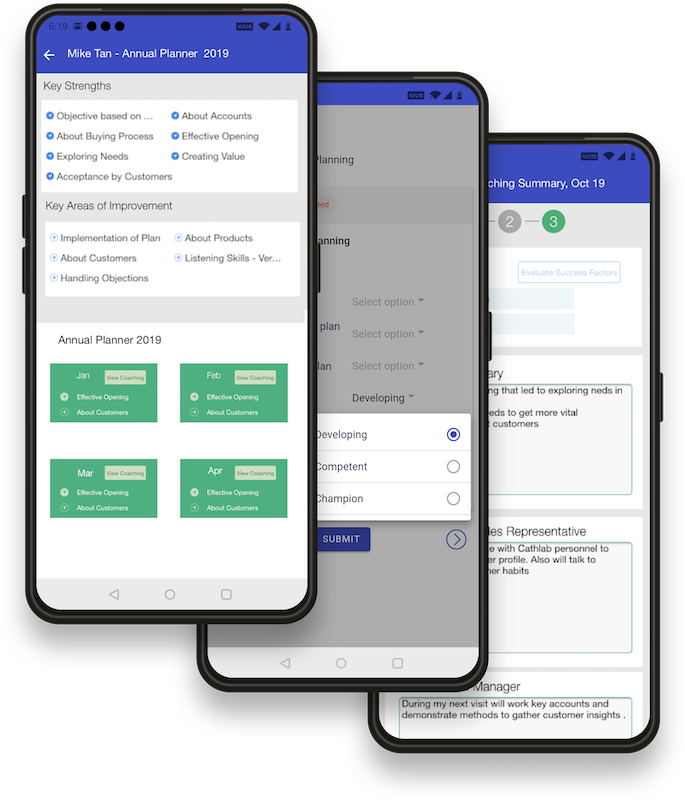 6:19
VoLTE
Mike Tan - Annual Planner 2019
Key Strengths
Objective based on ...
About Accounts
About Buying Process
Effective Opening
Exploring Needs
Creating Value
Acceptance by Customers
Key Areas of Improvement
Implementation of Plan
About Products
About Customers
Listening Skills - Ver...
Handling Objections
Annual Planner 2019
Jan
View Coaching
Effective Opening
About Customers
Feb
View Coaching
Effective Opening
About Customers
Mar
View Coaching
Effective Opening
About Customers
Apr
View Coaching
Effective Opening
About Customers
Planning
red
anning
Select option
plan
Select option
lan
Select option
Developing
Developing
Competent
Champion
SUBMIT
ching Summary, Oct 19
2
3
Evaluate Success Factors
ary
ng that led to exploring neds in
eds to get more vital
t customers
les Representative
e with Cathlab personnel to
er profile. Also will talk to
her habits
Manager
During my next visit will work key accounts and
demonstrate methods to gather customer insights .